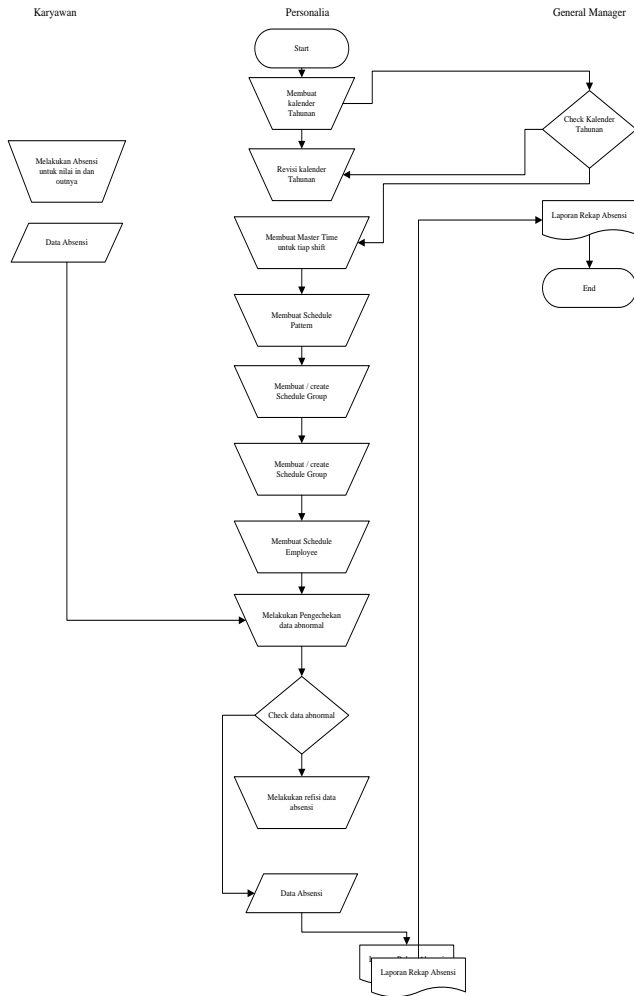 Karyawan
Personalia
General Manager
Start
Membuat
kalender
Tahunan
Check Kalender
Tahunan
Melakukan Absensi
untuk nilai in dan
outnya
Revisi kalender
Tahunan
Laporan Rekap Absensi
Data Absensi
Membuat Master Time
untuk tiap shift
End
Membuat Schedule
Pattern
Membuat / create
Schedule Group
Membuat / create
Schedule Group
Membuat Schedule
Employee
Melakukan Pengechekan
data abnormal
Check data abnormal
Melakukan refisi data
absensi
Data Absensi
Laporan Rekap Absensi